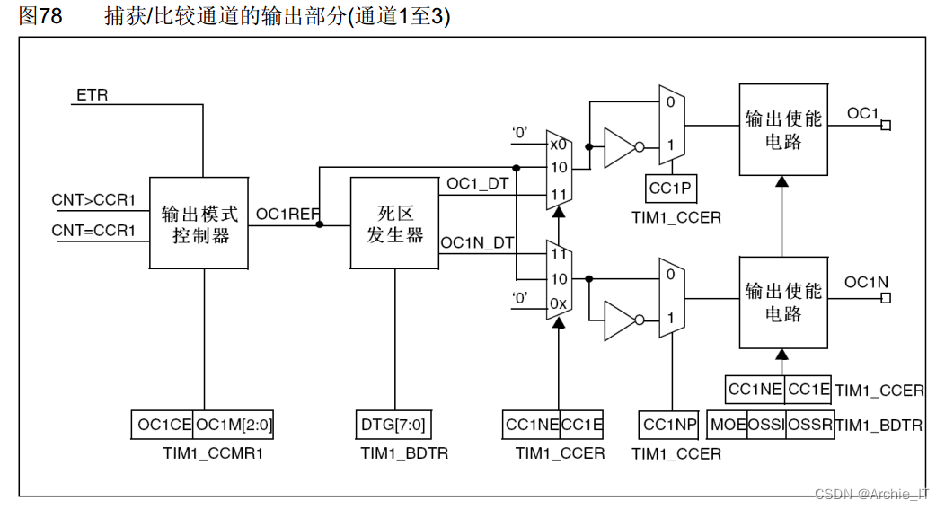 图78 捕获/比较通道的输出部分(通道1至3)
ETR
CNT>CCR1
CNT=CCR1
输出模式
控制器
OC1REF
死区
发生器
OC1_DT
OC1N_DT
'0'
x0
10
11
11
10
0x
'0'
0
1
CC1P
TIM1_CCER
0
1
输出使能
电路
OC1
输出使能
电路
OC1N
OC1CE OC1M[2:0]
TIM1_CCMR1
DTG[7:0]
TIM1_BDTR
CC1NE CC1E
TIM1_CCER
CC1NP
TIM1_CCER
CC1NE CC1E TIM1_CCER
MOE OSSI OSSR TIM1_BDTR
CSDN @Archie_IT